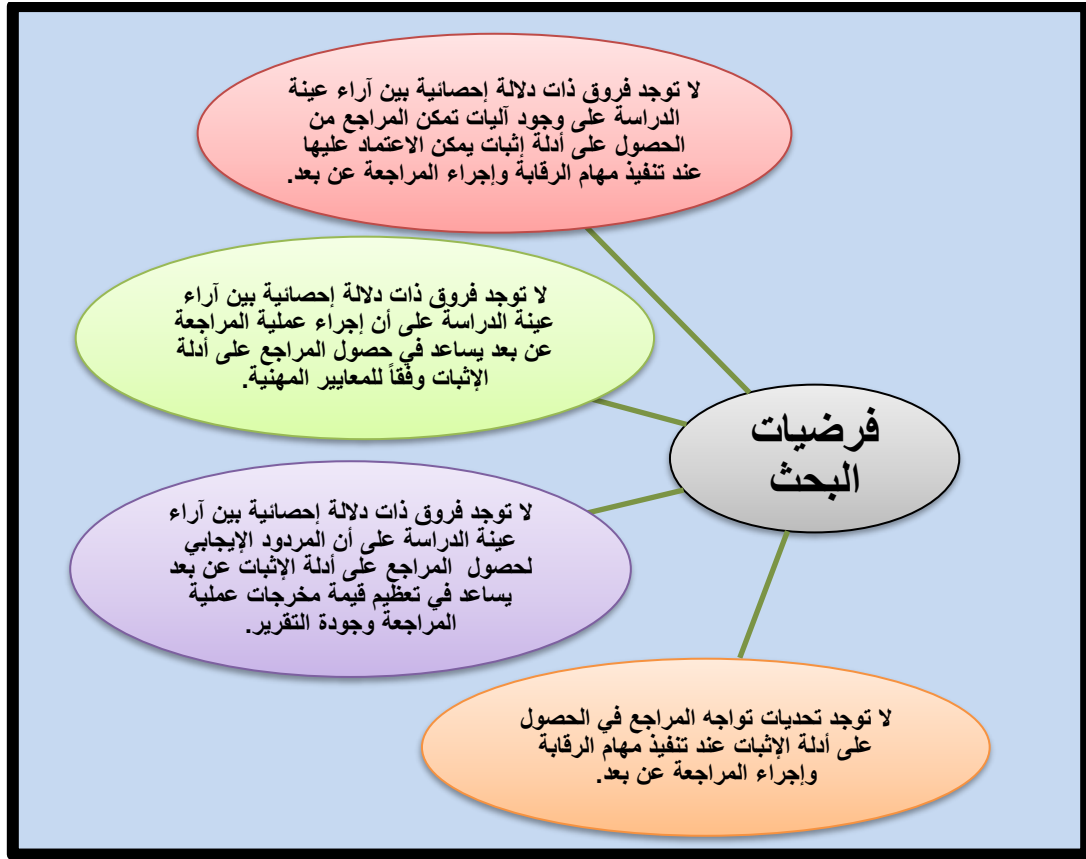 لا توجد فروق ذات دلالة إحصائية بين آراء عينة
الدراسة على وجود آليات تمكن المراجع من
الحصول على أدلة إثبات يمكن الاعتماد عليها
عند تنفيذ مهام الرقابة وإجراء المراجعة عن بعد.
لا توجد فروق ذات دلالة إحصائية بين آراء
عينة الدراسة على أن إجراء عملية المراجعة
عن بعد يساعد في حصول المراجع على أدلة
الإثبات وفقاً للمعايير المهنية.
فرضيات
البحث
لا توجد فروق ذات دلالة إحصائية بين آراء
عينة الدراسة على أن المردود الإيجابي
لحصول المراجع على أدلة الإثبات عن بعد
يساعد في تعظيم قيمة مخرجات عملية
المراجعة وجودة التقرير.
لا توجد تحديات تواجه المراجع في الحصول
على أدلة الإثبات عند تنفيذ مهام الرقابة
وإجراء المراجعة عن بعد.